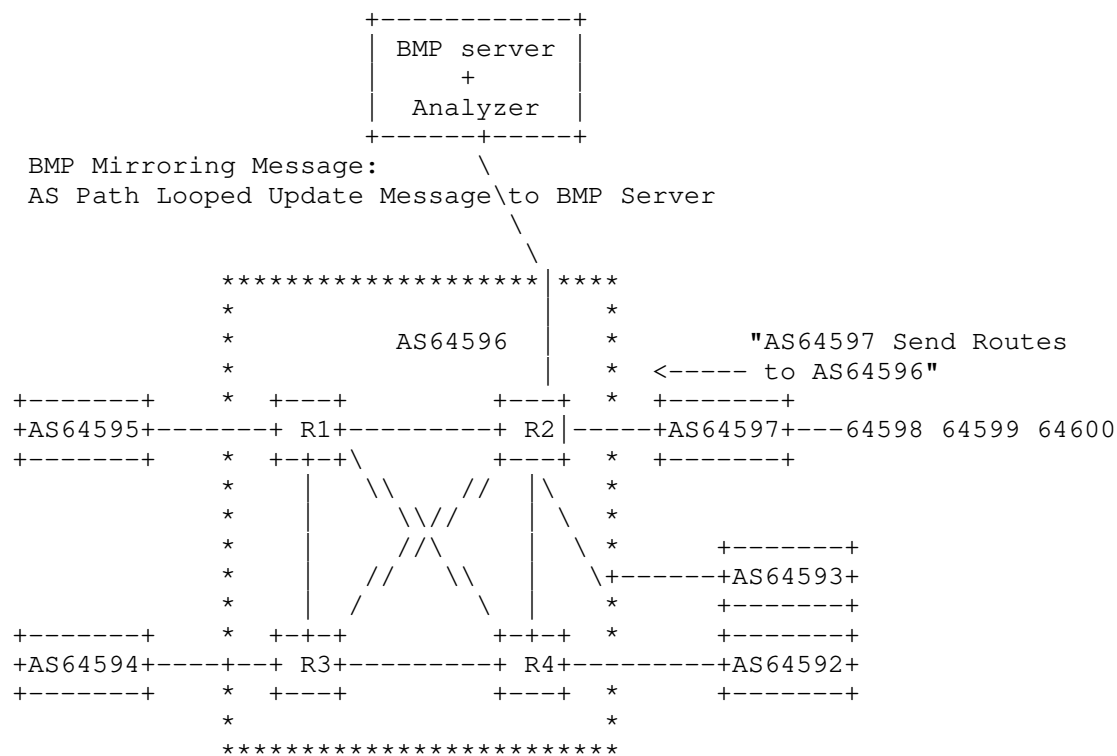 BMP server
+
Analyzer
BMP Mirroring Message:
AS Path Looped Update Message to BMP Server
AS64596 "AS64597 Send Routes
<----- to AS64596"
+AS64595+ R1 R2 +AS64597+---64598 64599 64600
+AS64593+
+AS64594+ R3 R4 +AS64592+